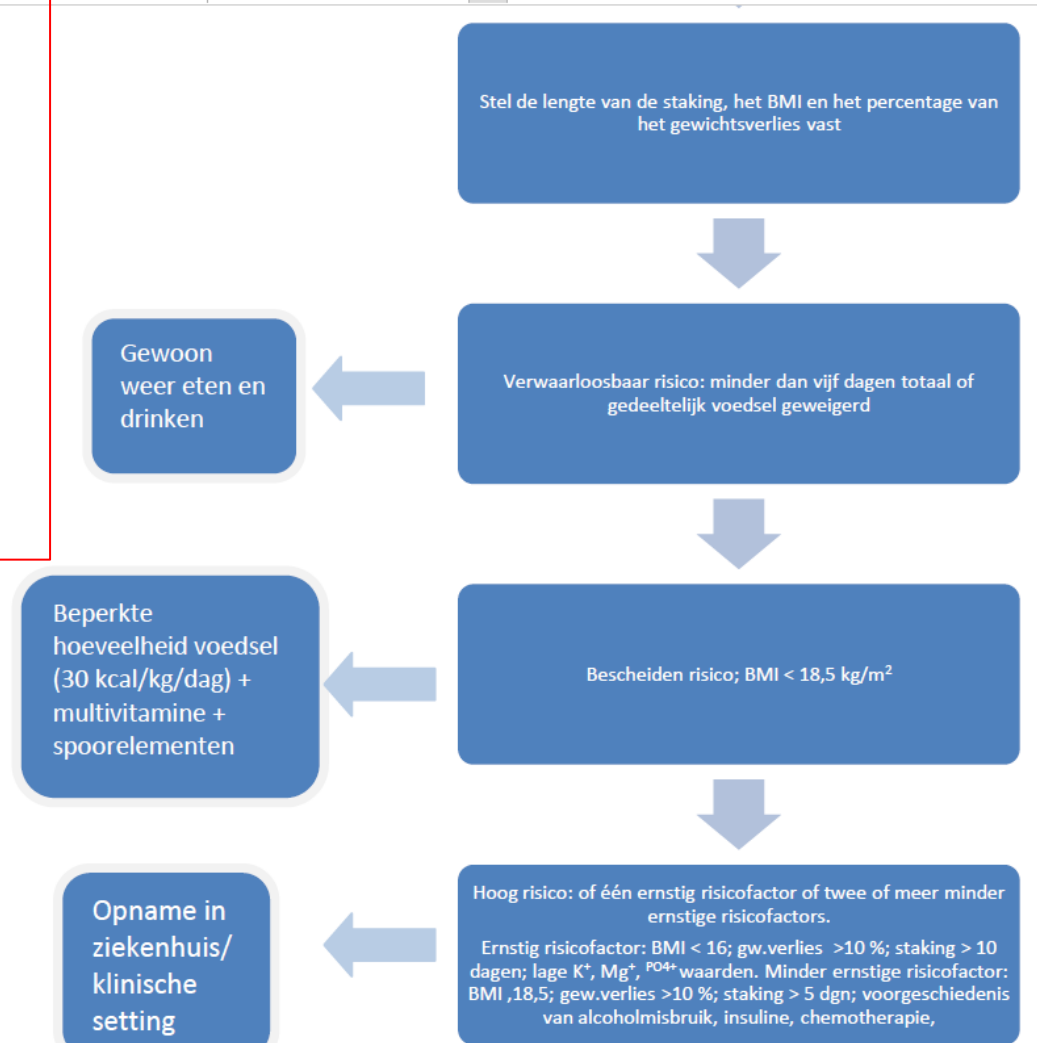 Stel de lengte van de staking, het BMI en het percentage van
het gewichtsverlies vast
Gewoon
weer eten en
drinken
Verwaarloosbaar risico: minder dan vijf dagen totaal of
gedeeltelijk voedsel geweigerd
Beperkte
hoeveelheid voedsel
(30 kcal/kg/dag) +
multivitamine +
spoorelementen
Bescheiden risico; BMI < 18,5 kg/m²
Opname in
ziekenhuis/
klinische
setting
Hoog risico: of één ernstig risicofactor of twee of meer minder
ernstige risicofactors.
Ernstig risicofactor: BMI < 16; gw.verlies >10 %; staking > 10
dagen; lage K⁺, Mg⁺, ᴾᴼ⁴⁺ waarden. Minder ernstige risicofactor:
BMI ,18,5; gew.verlies >10 %; staking > 5 dgn; voorgeschiedenis
van alcoholmisbruik, insuline, chemotherapie,